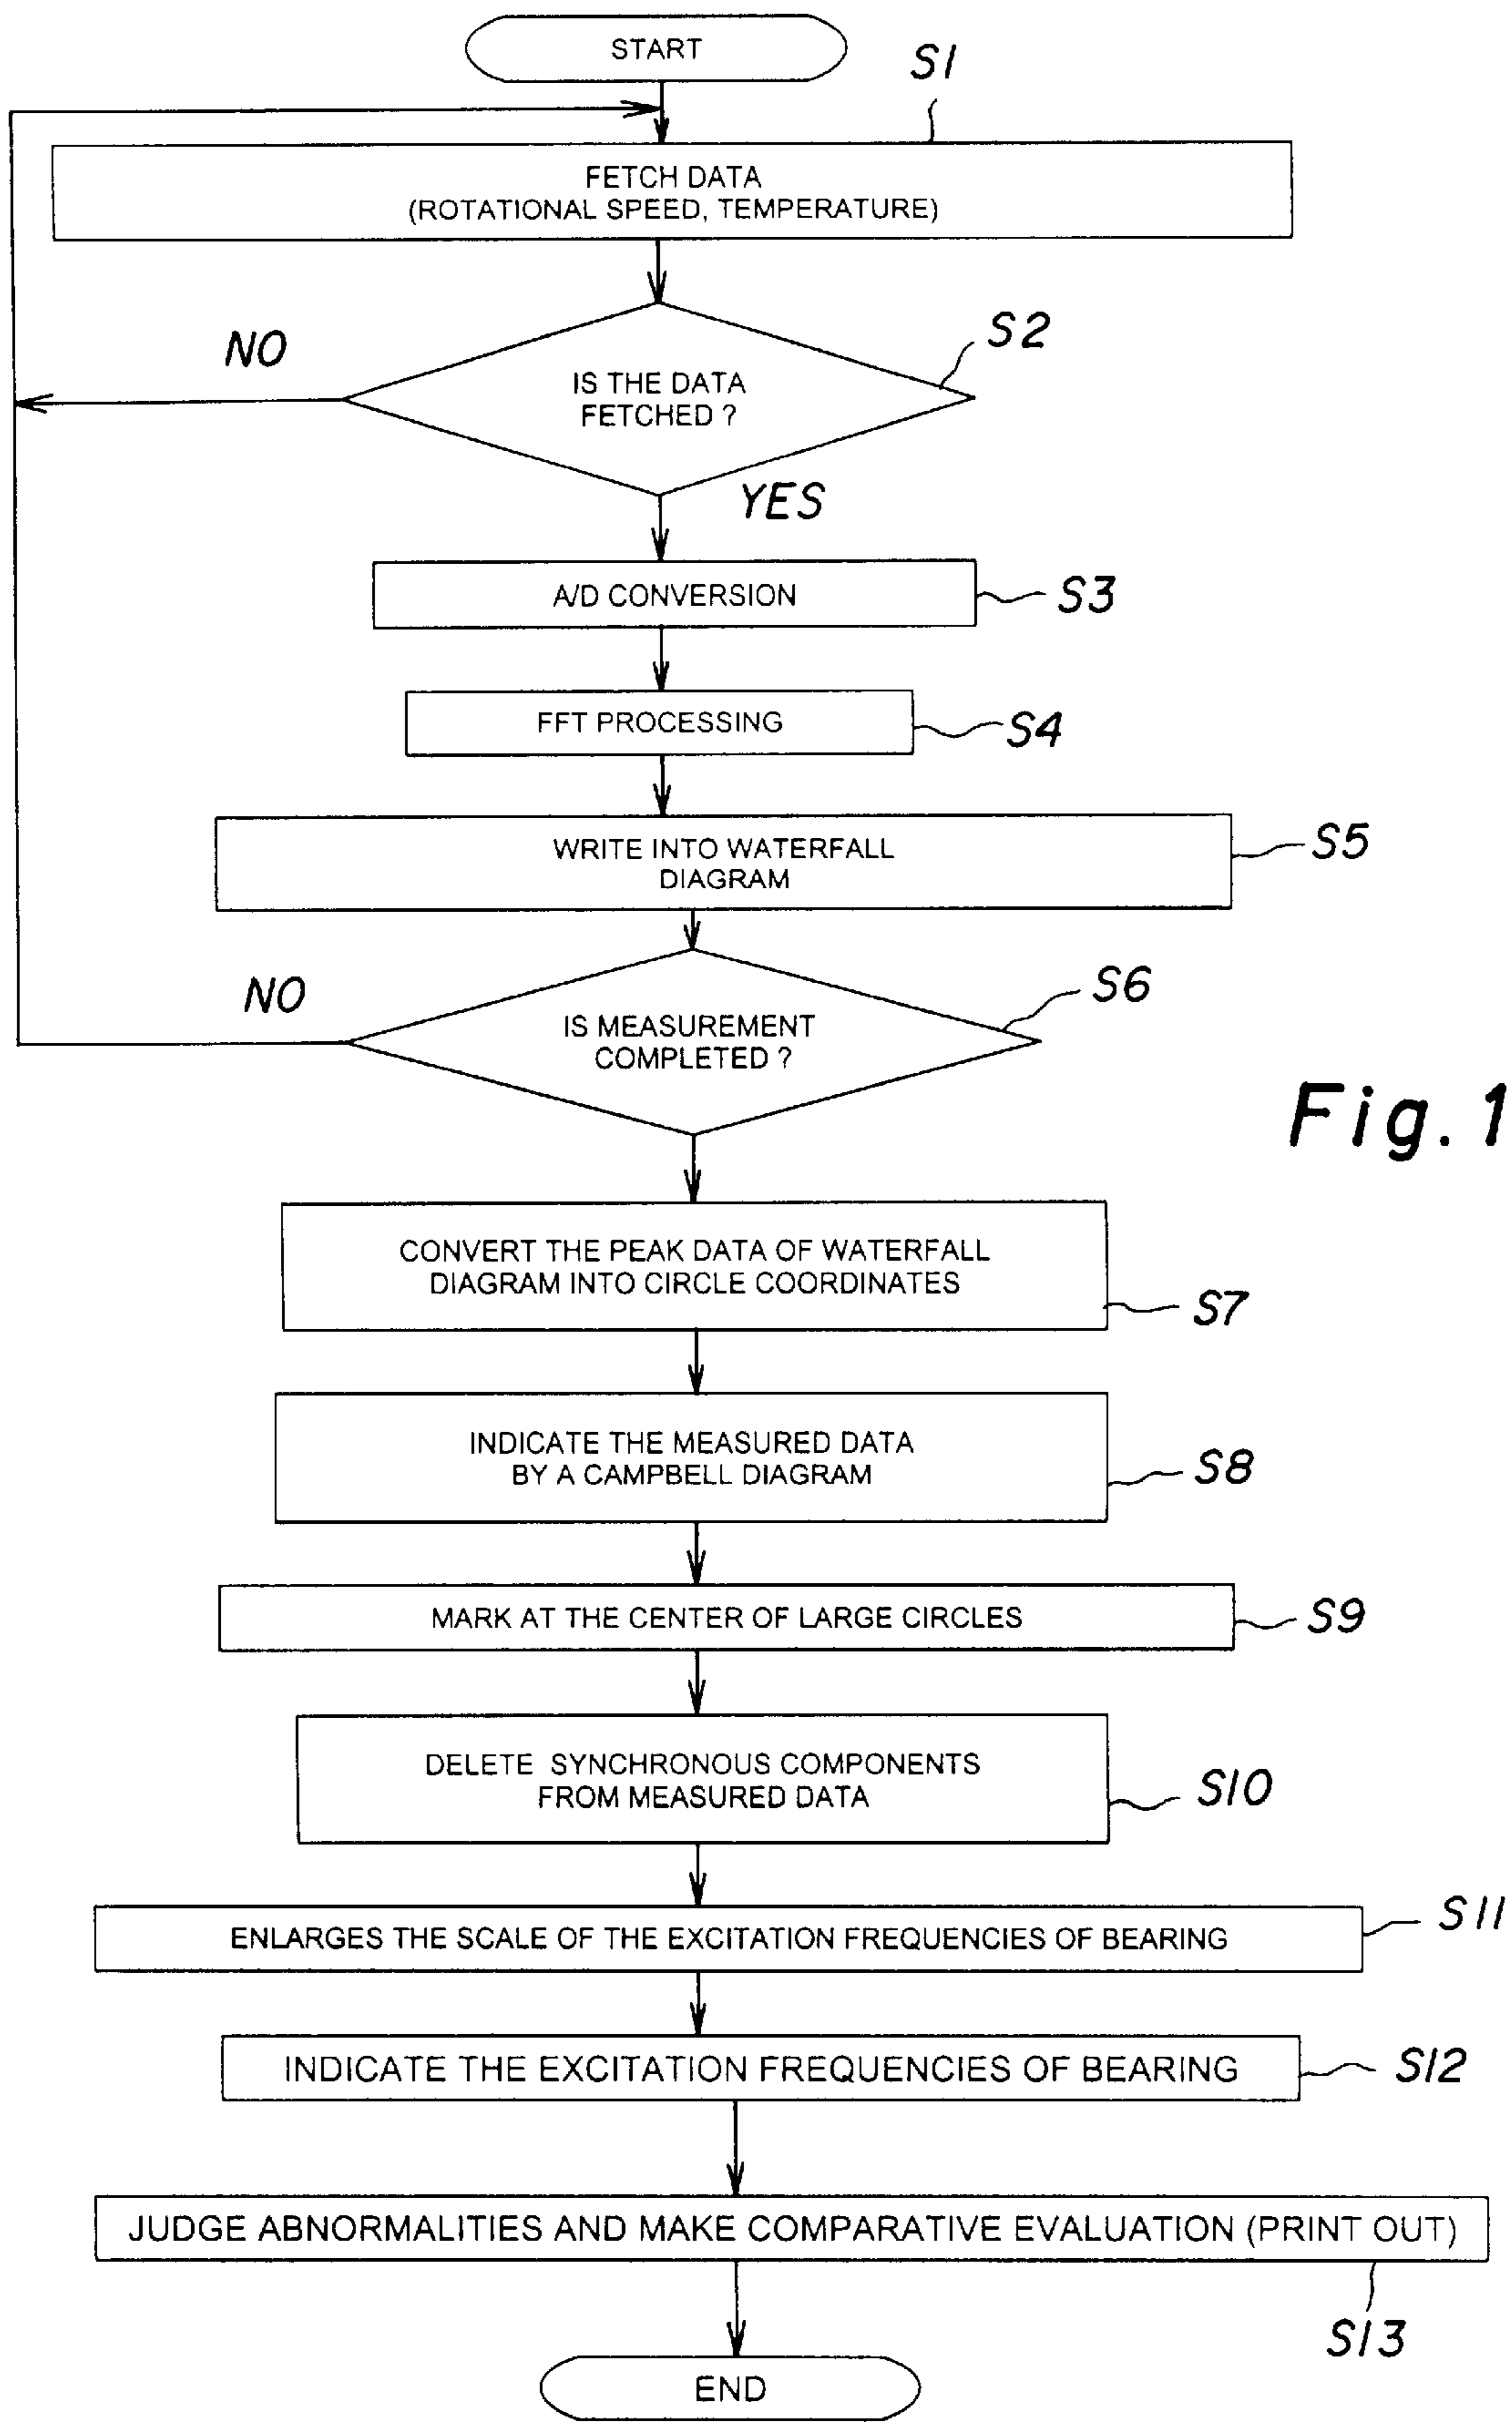 START
S1
FETCH DATA
(ROTATIONAL SPEED, TEMPERATURE)
S2
NO
IS THE DATA
FETCHED ?
YES
A/D CONVERSION
S3
FFT PROCESSING
S4
WRITE INTO WATERFALL
DIAGRAM
S5
S6
NO
IS MEASUREMENT
COMPLETED ?
Fig. 1
CONVERT THE PEAK DATA OF WATERFALL
DIAGRAM INTO CIRCLE COORDINATES
S7
INDICATE THE MEASURED DATA
BY A CAMPBELL DIAGRAM
S8
MARK AT THE CENTER OF LARGE CIRCLES
S9
DELETE SYNCHRONOUS COMPONENTS
FROM MEASURED DATA
S10
S11
ENLARGES THE SCALE OF THE EXCITATION FREQUENCIES OF BEARING
INDICATE THE EXCITATION FREQUENCIES OF BEARING
S12
JUDGE ABNORMALITIES AND MAKE COMPARATIVE EVALUATION (PRINT OUT)
S13
END